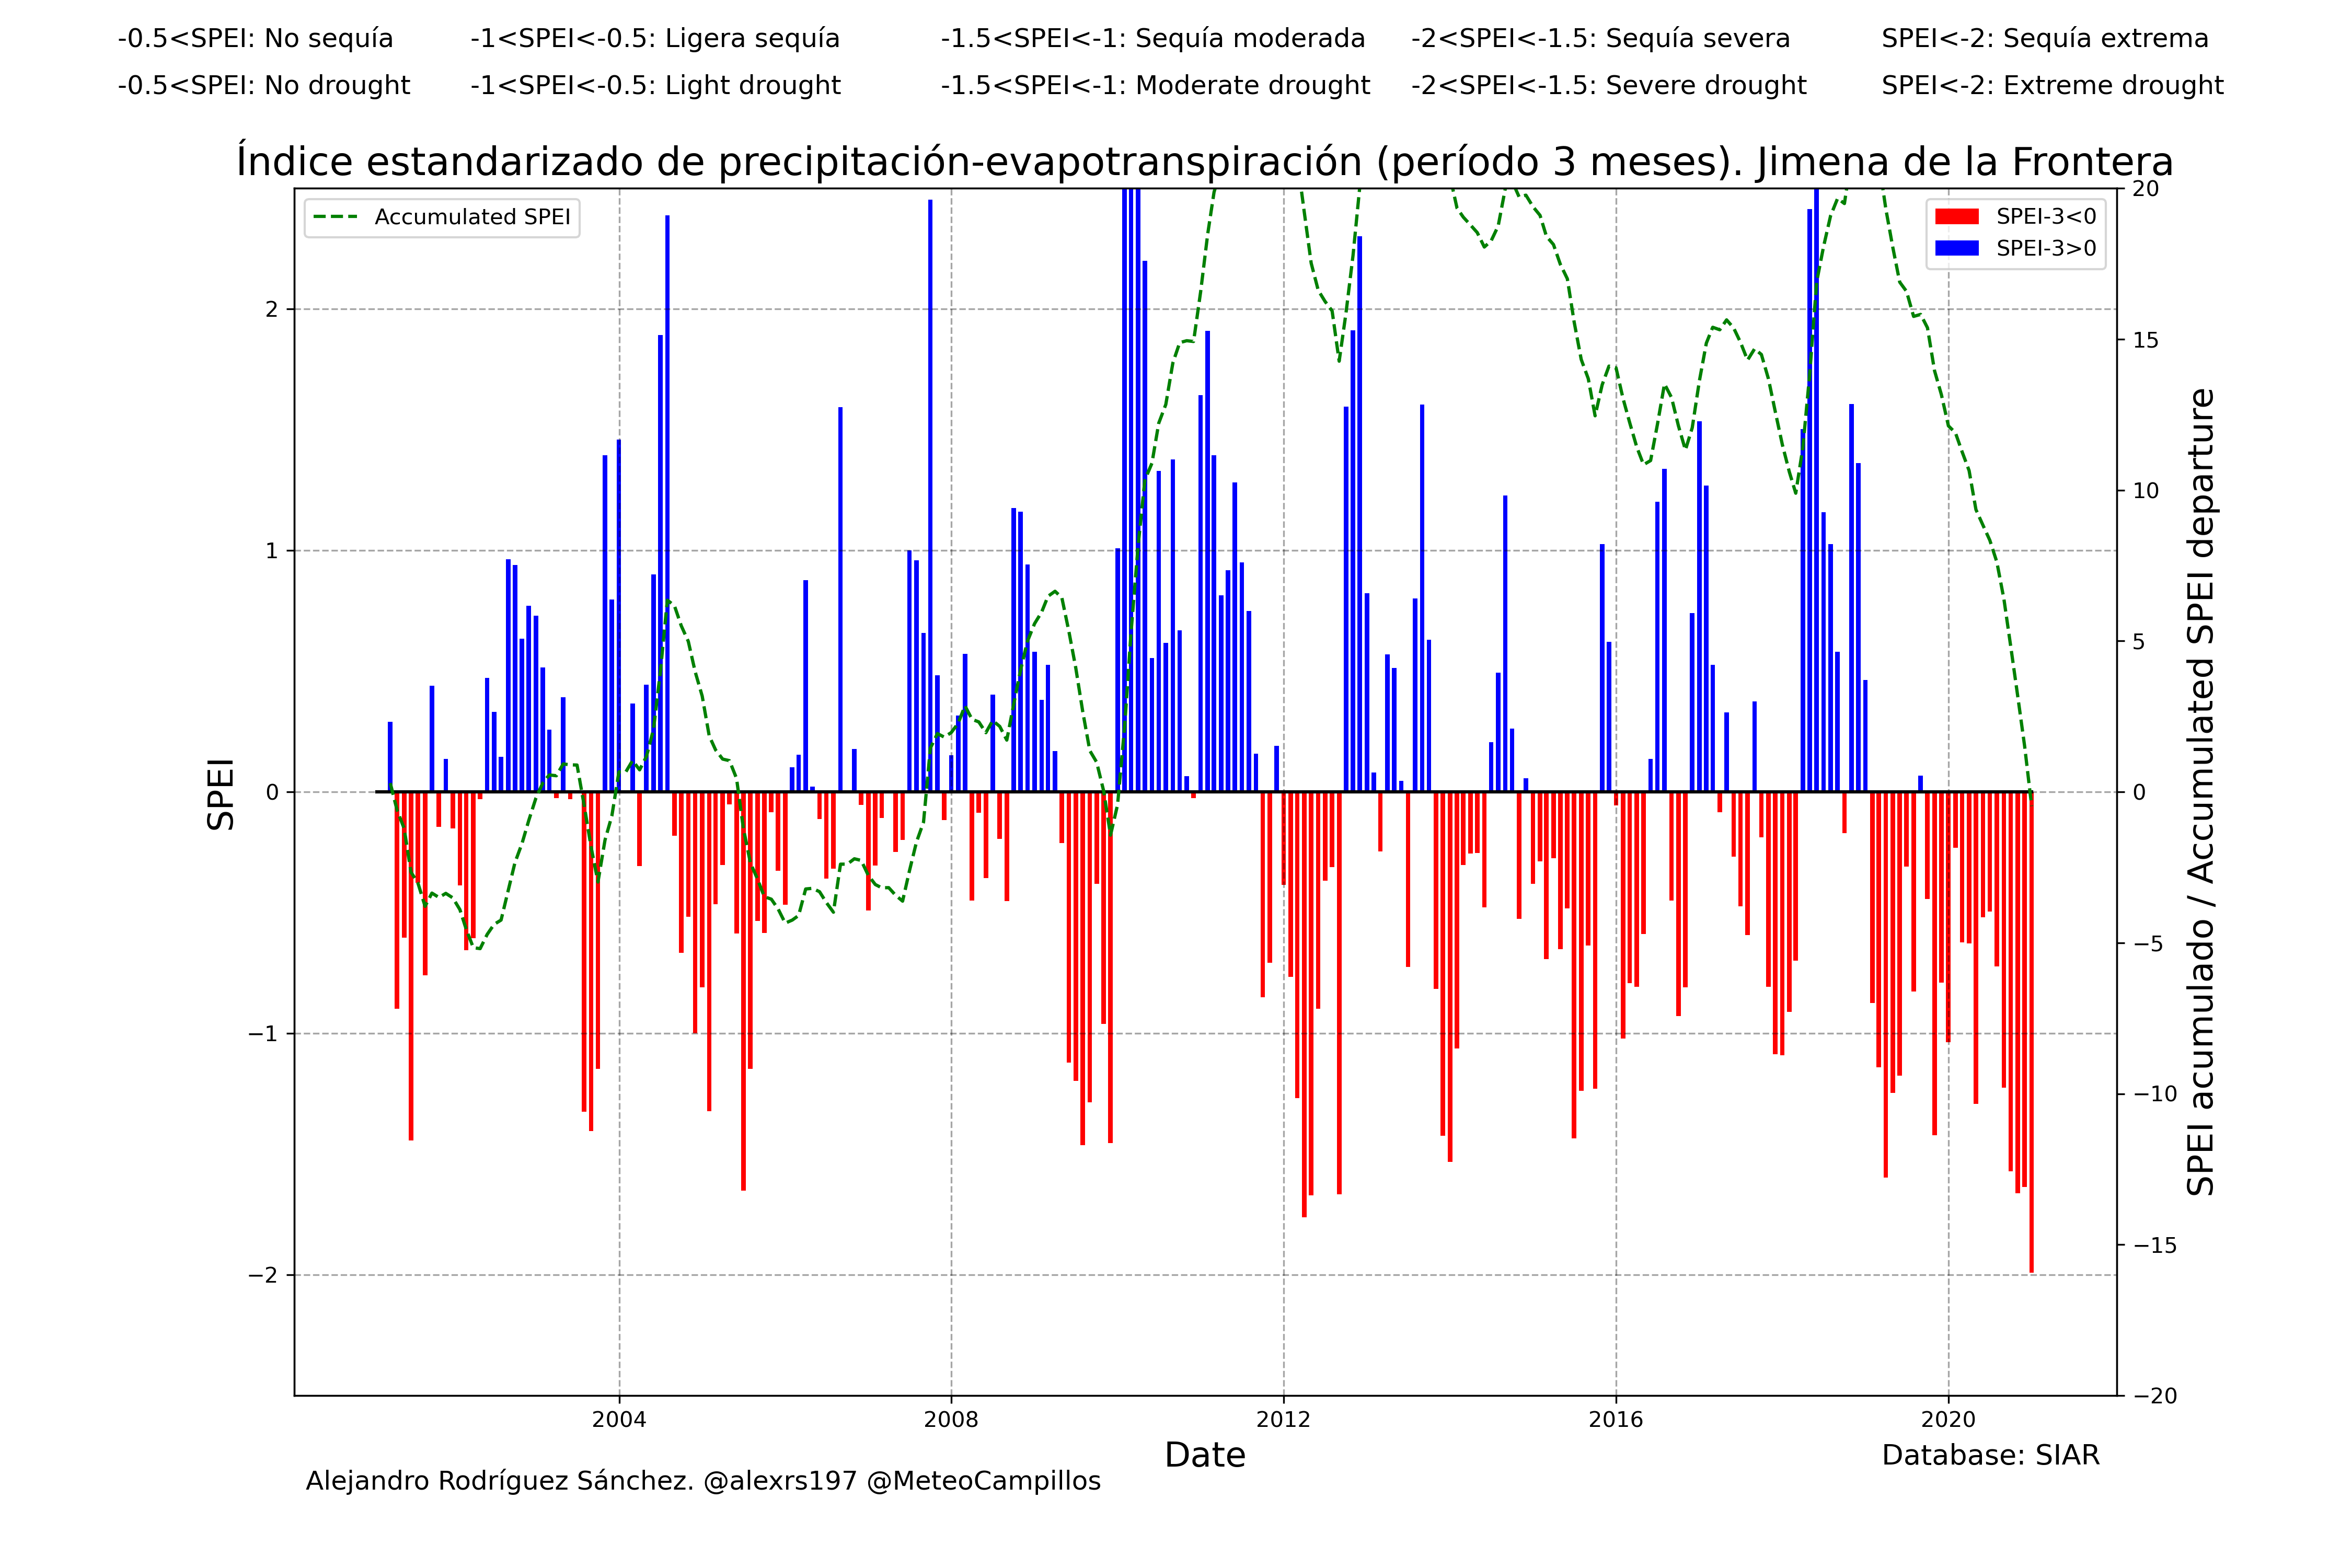 -0.5<SPEI: No sequía -1<SPEI<-0.5: Ligera sequía -1.5<SPEI<-1: Sequía moderada -2<SPEI<-1.5: Sequía severa SPEI<-2: Sequía extrema
-0.5<SPEI: No drought -1<SPEI<-0.5: Light drought -1.5<SPEI<-1: Moderate drought -2<SPEI<-1.5: Severe drought SPEI<-2: Extreme drought
Índice estandarizado de precipitación-evapotranspiración (período 3 meses). Jimena de la Frontera
Accumulated SPEI
SPEI-3<0
SPEI-3>0
SPEI
2
1
0
−1
−2
20
15
10
5
0
−5
−10
−15
−20
SPEI acumulado / Accumulated SPEI departure
2004 2008 2012 2016 2020
Date
Database: SIAR
Alejandro Rodríguez Sánchez. @alexrs197 @MeteoCampillos